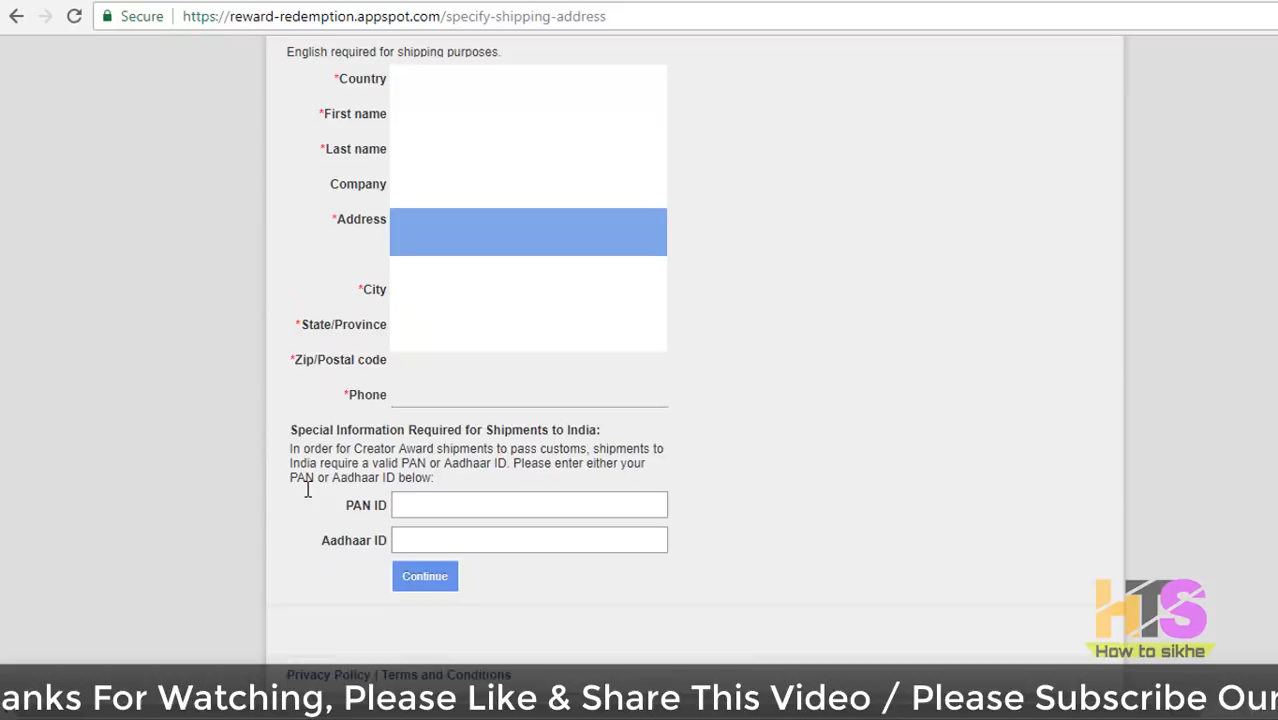 Secure
https://reward-redemption.appspot.com/specify-shipping-address
English required for shipping purposes.
*Country
*First name
*Last name
Company
*Address
*City
*State/Province
*Zip/Postal code
*Phone
Special Information Required for Shipments to India:
In order for Creator Award shipments to pass customs, shipments to
India require a valid PAN or Aadhaar ID. Please enter either your
PAN or Aadhaar ID below:
PAN ID
Aadhaar ID
Continue
HTS
How to sikhe
Privacy Policy | Terms and Conditions
anks For Watching, Please Like & Share This Video / Please Subscribe Our